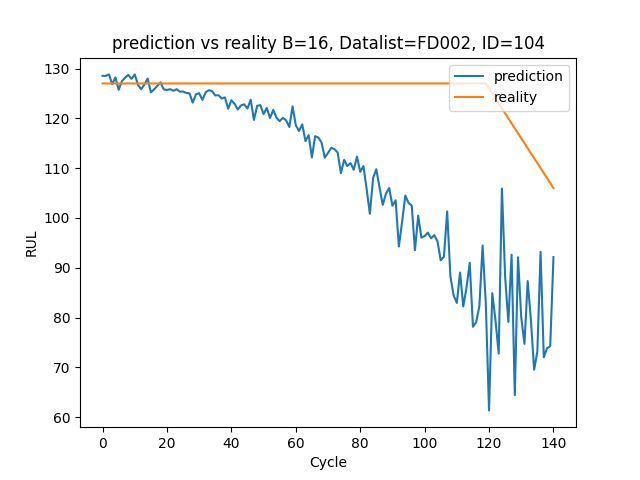 prediction vs reality B=16, Datalist=FD002, ID=104
prediction
reality
RUL
130
120
110
100
90
80
70
60
0 20 40 60 80 100 120 140
Cycle